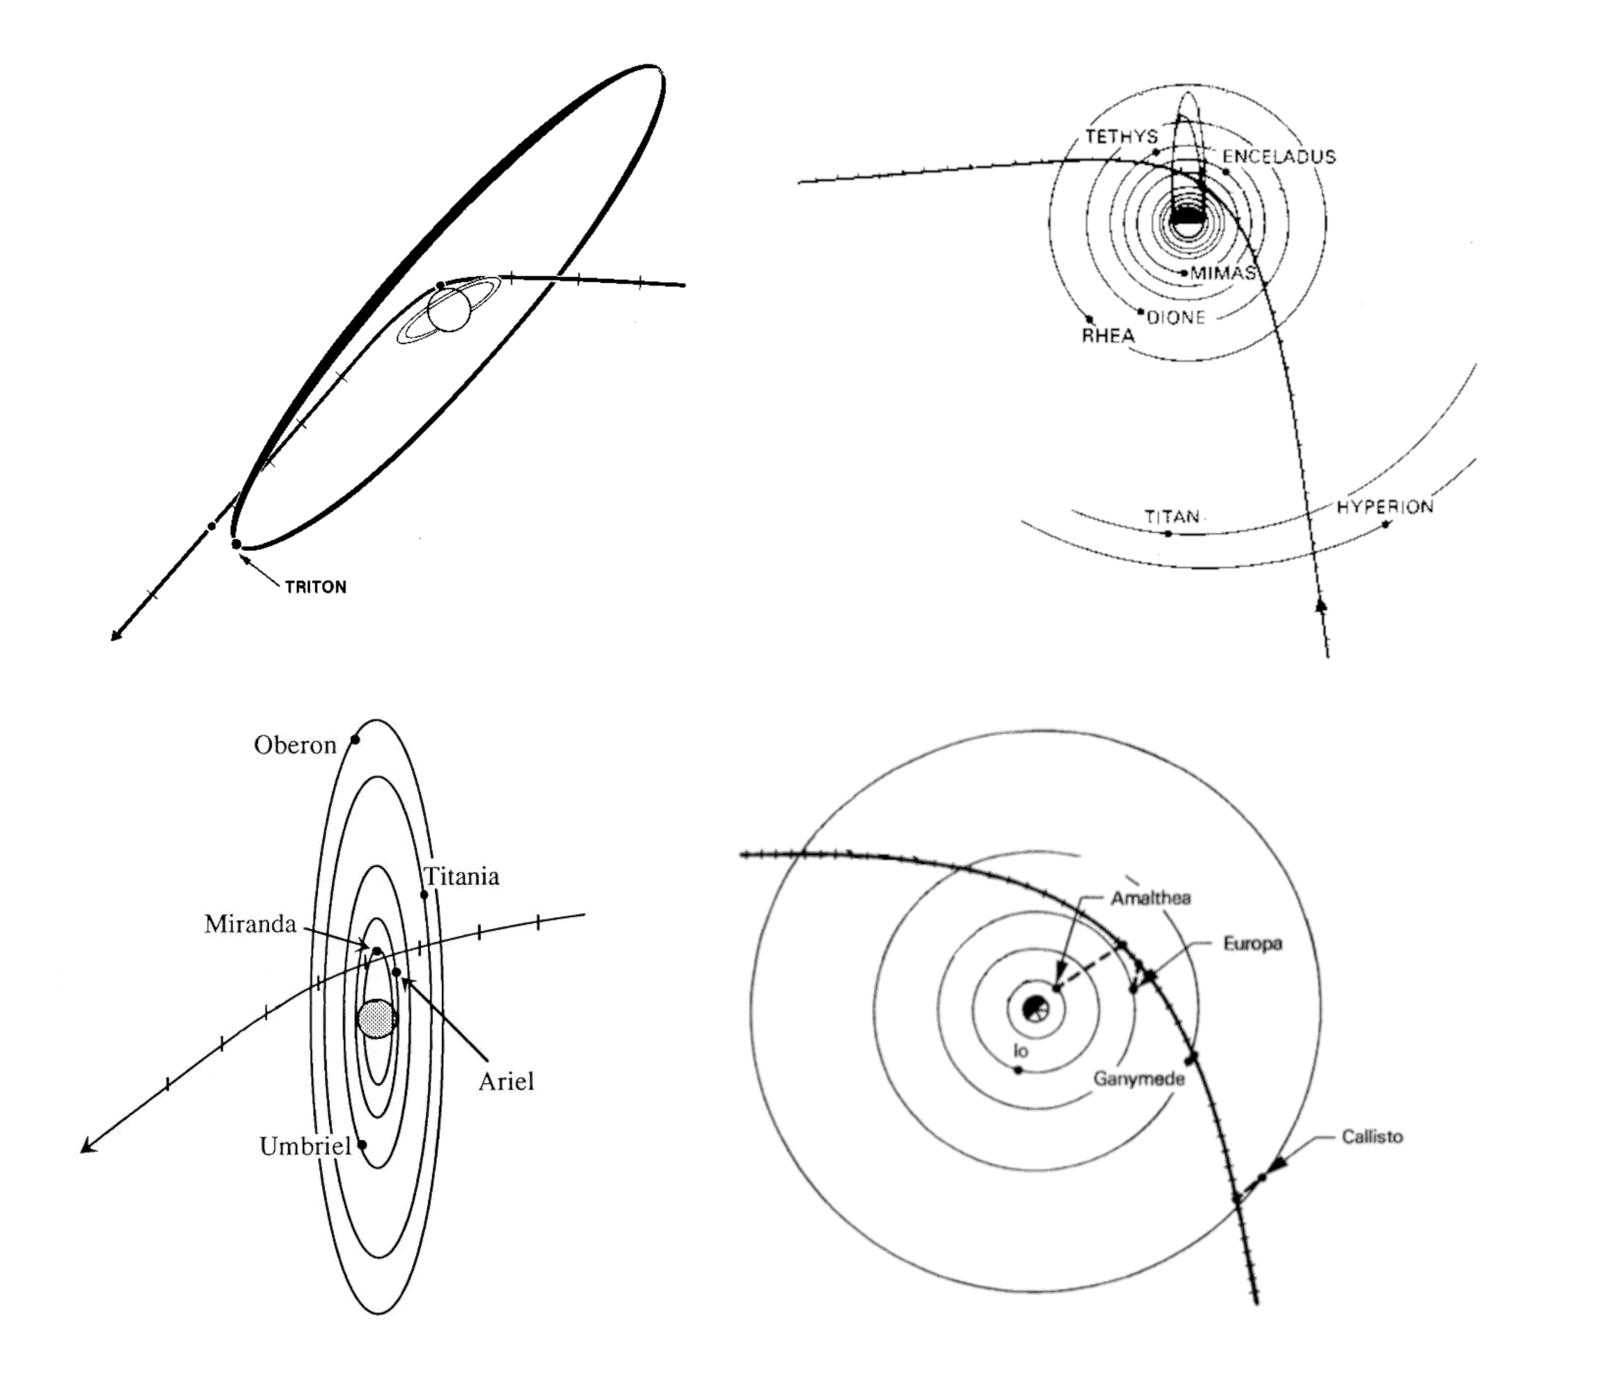 TRITON
TETHYS
ENCELADUS
MIMAS
DIONE
RHEA
TITAN
HYPERION
Oberon
Titania
Miranda
Ariel
Umbriel
Amalthea
Europa
Io
Ganymede
Callisto